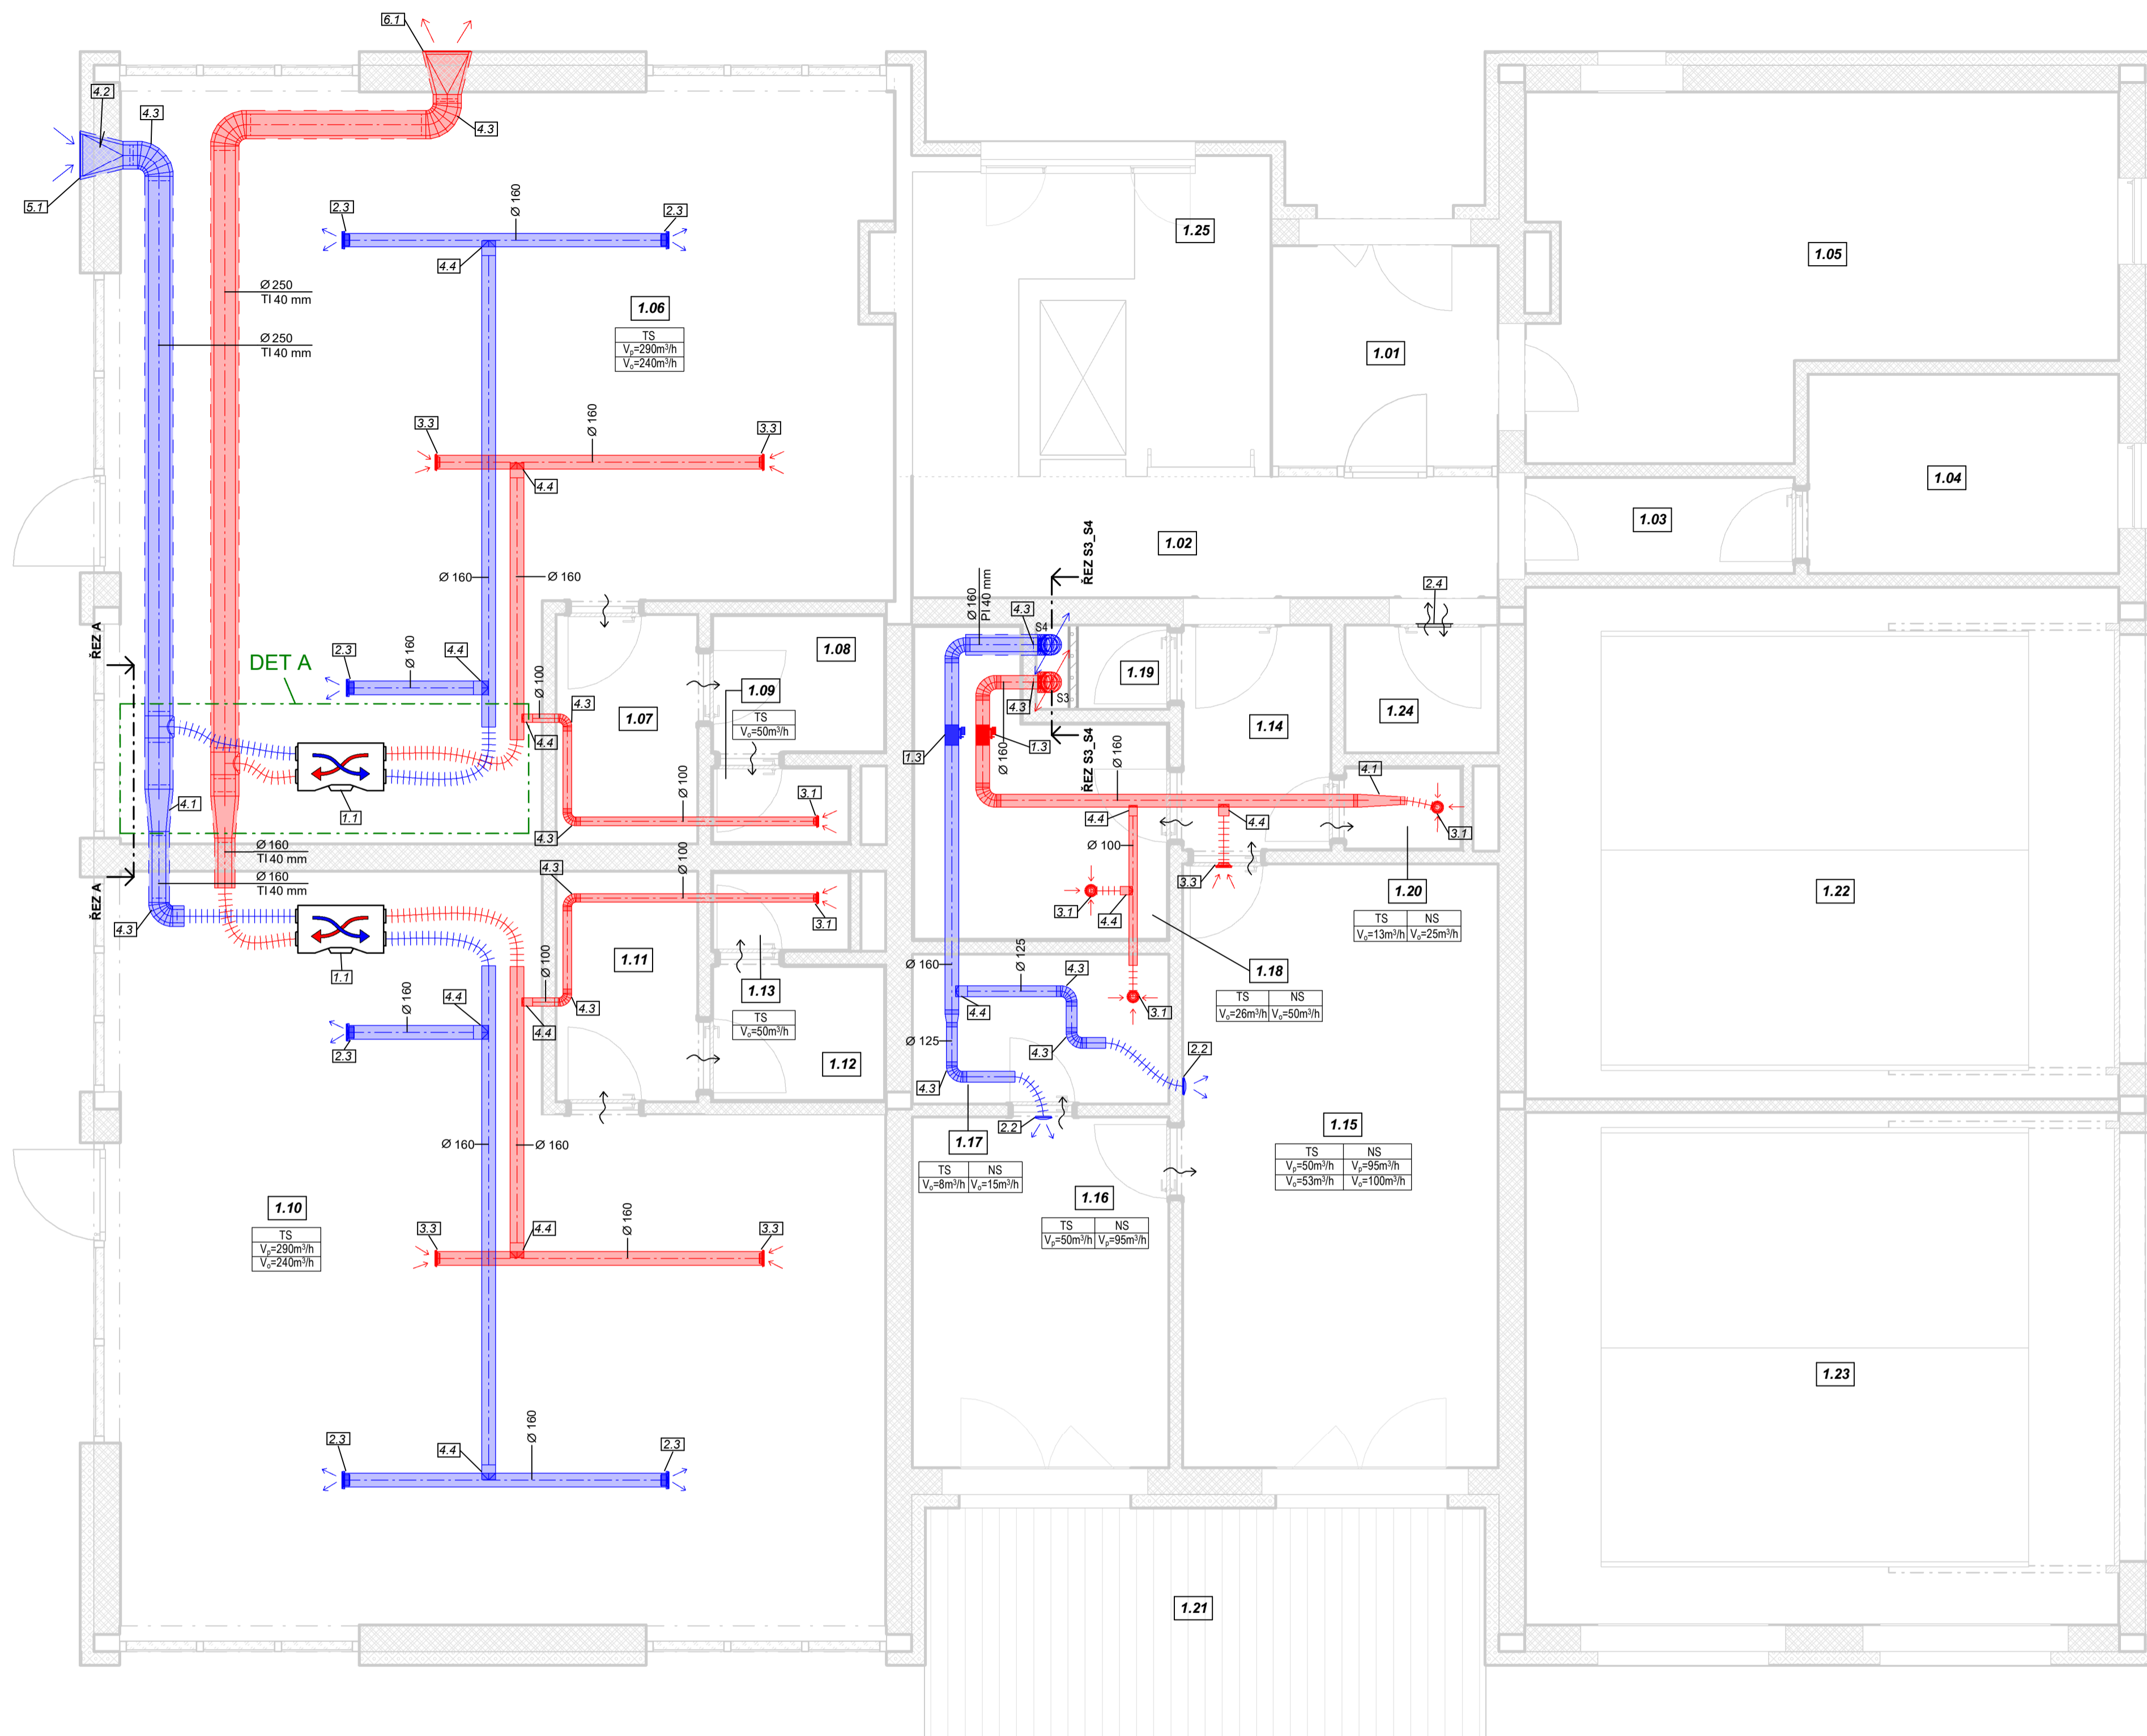 6.1
4.2
4.3
4.3
5.1
2.3
Ø 160
2.3
4.4
1.25
1.05
Ø 250
TI 40 mm
1.06
TS
Vₚ=290m³/h
Vₒ=240m³/h
Ø 250
TI 40 mm
1.01
3.3
Ø 160
3.3
4.4
1.04
1.03
1.02
Ø 160
Ø 160
ŘEZ S3_S4
Ø 160
PI 40 mm
4.3
2.4
S4
ŘEZ A
DET A
2.3
Ø 160
4.4
Ø 100
4.3
1.08
1.09
TS
Vₒ=50m³/h
1.07
4.4
1.19
4.3
S3
1.14
1.24
1.3
Ø 160
1.3
ŘEZ S3_S4
Ø 160
4.1
4.1
1.1
4.3
Ø 100
3.1
4.4
4.4
3.1
Ø 160
TI 40 mm
Ø 160
TI 40 mm
ŘEZ A
4.3
4.3
Ø 100
3.1
Ø 100
3.3
3.1
4.4
1.20
TS NS
Vₒ=13m³/h Vₒ=25m³/h
1.22
1.1
1.11
Ø 100
4.3
4.4
4.4
1.13
TS
Vₒ=50m³/h
1.12
Ø 160
Ø 125
4.3
4.4
3.1
1.18
TS NS
Vₒ=26m³/h Vₒ=50m³/h
Ø 160
2.3
Ø 125
4.3
4.3
2.2
2.2
1.17
TS NS
Vₒ=8m³/h Vₒ=15m³/h
1.15
TS NS
Vₚ=50m³/h Vₚ=95m³/h
Vₒ=53m³/h Vₒ=100m³/h
Ø 160
Ø 160
1.16
TS NS
Vₚ=50m³/h Vₚ=95m³/h
1.10
TS
Vₚ=290m³/h
Vₒ=240m³/h
3.3
4.4
Ø 160
3.3
1.23
2.3
4.4
Ø 160
2.3
1.21